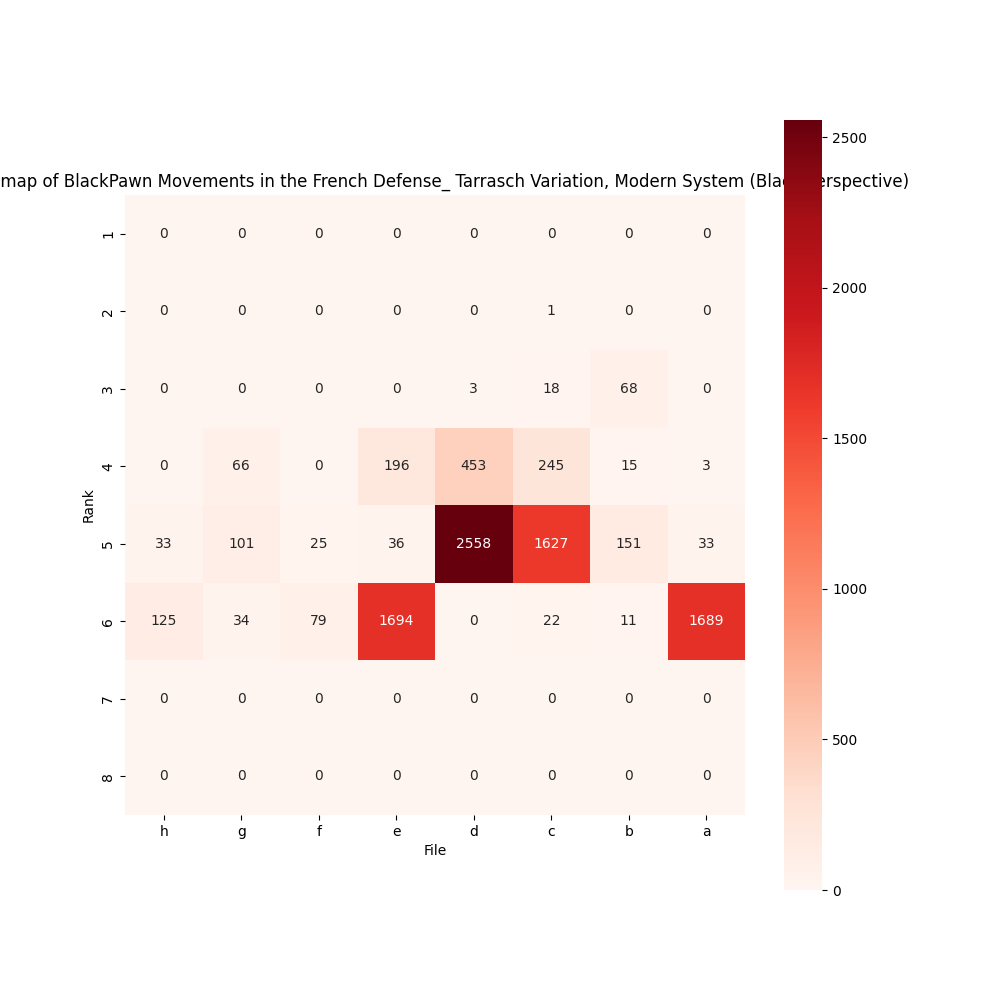 map of BlackPawn Movements in the French Defense_ Tarrasch Variation, Modern System (Bla erspective)
2500
2000
1500
1000
500
0
Rank
1 0 0 0 0 0 0 0 0
2 0 0 0 0 0 1 0 0
3 0 0 0 0 3 18 68 0
4 0 66 0 196 453 245 15 3
5 33 101 25 36 2558 1627 151 33
6 125 34 79 1694 0 22 11 1689
7 0 0 0 0 0 0 0 0
8 0 0 0 0 0 0 0 0
h g f e d c b a
File